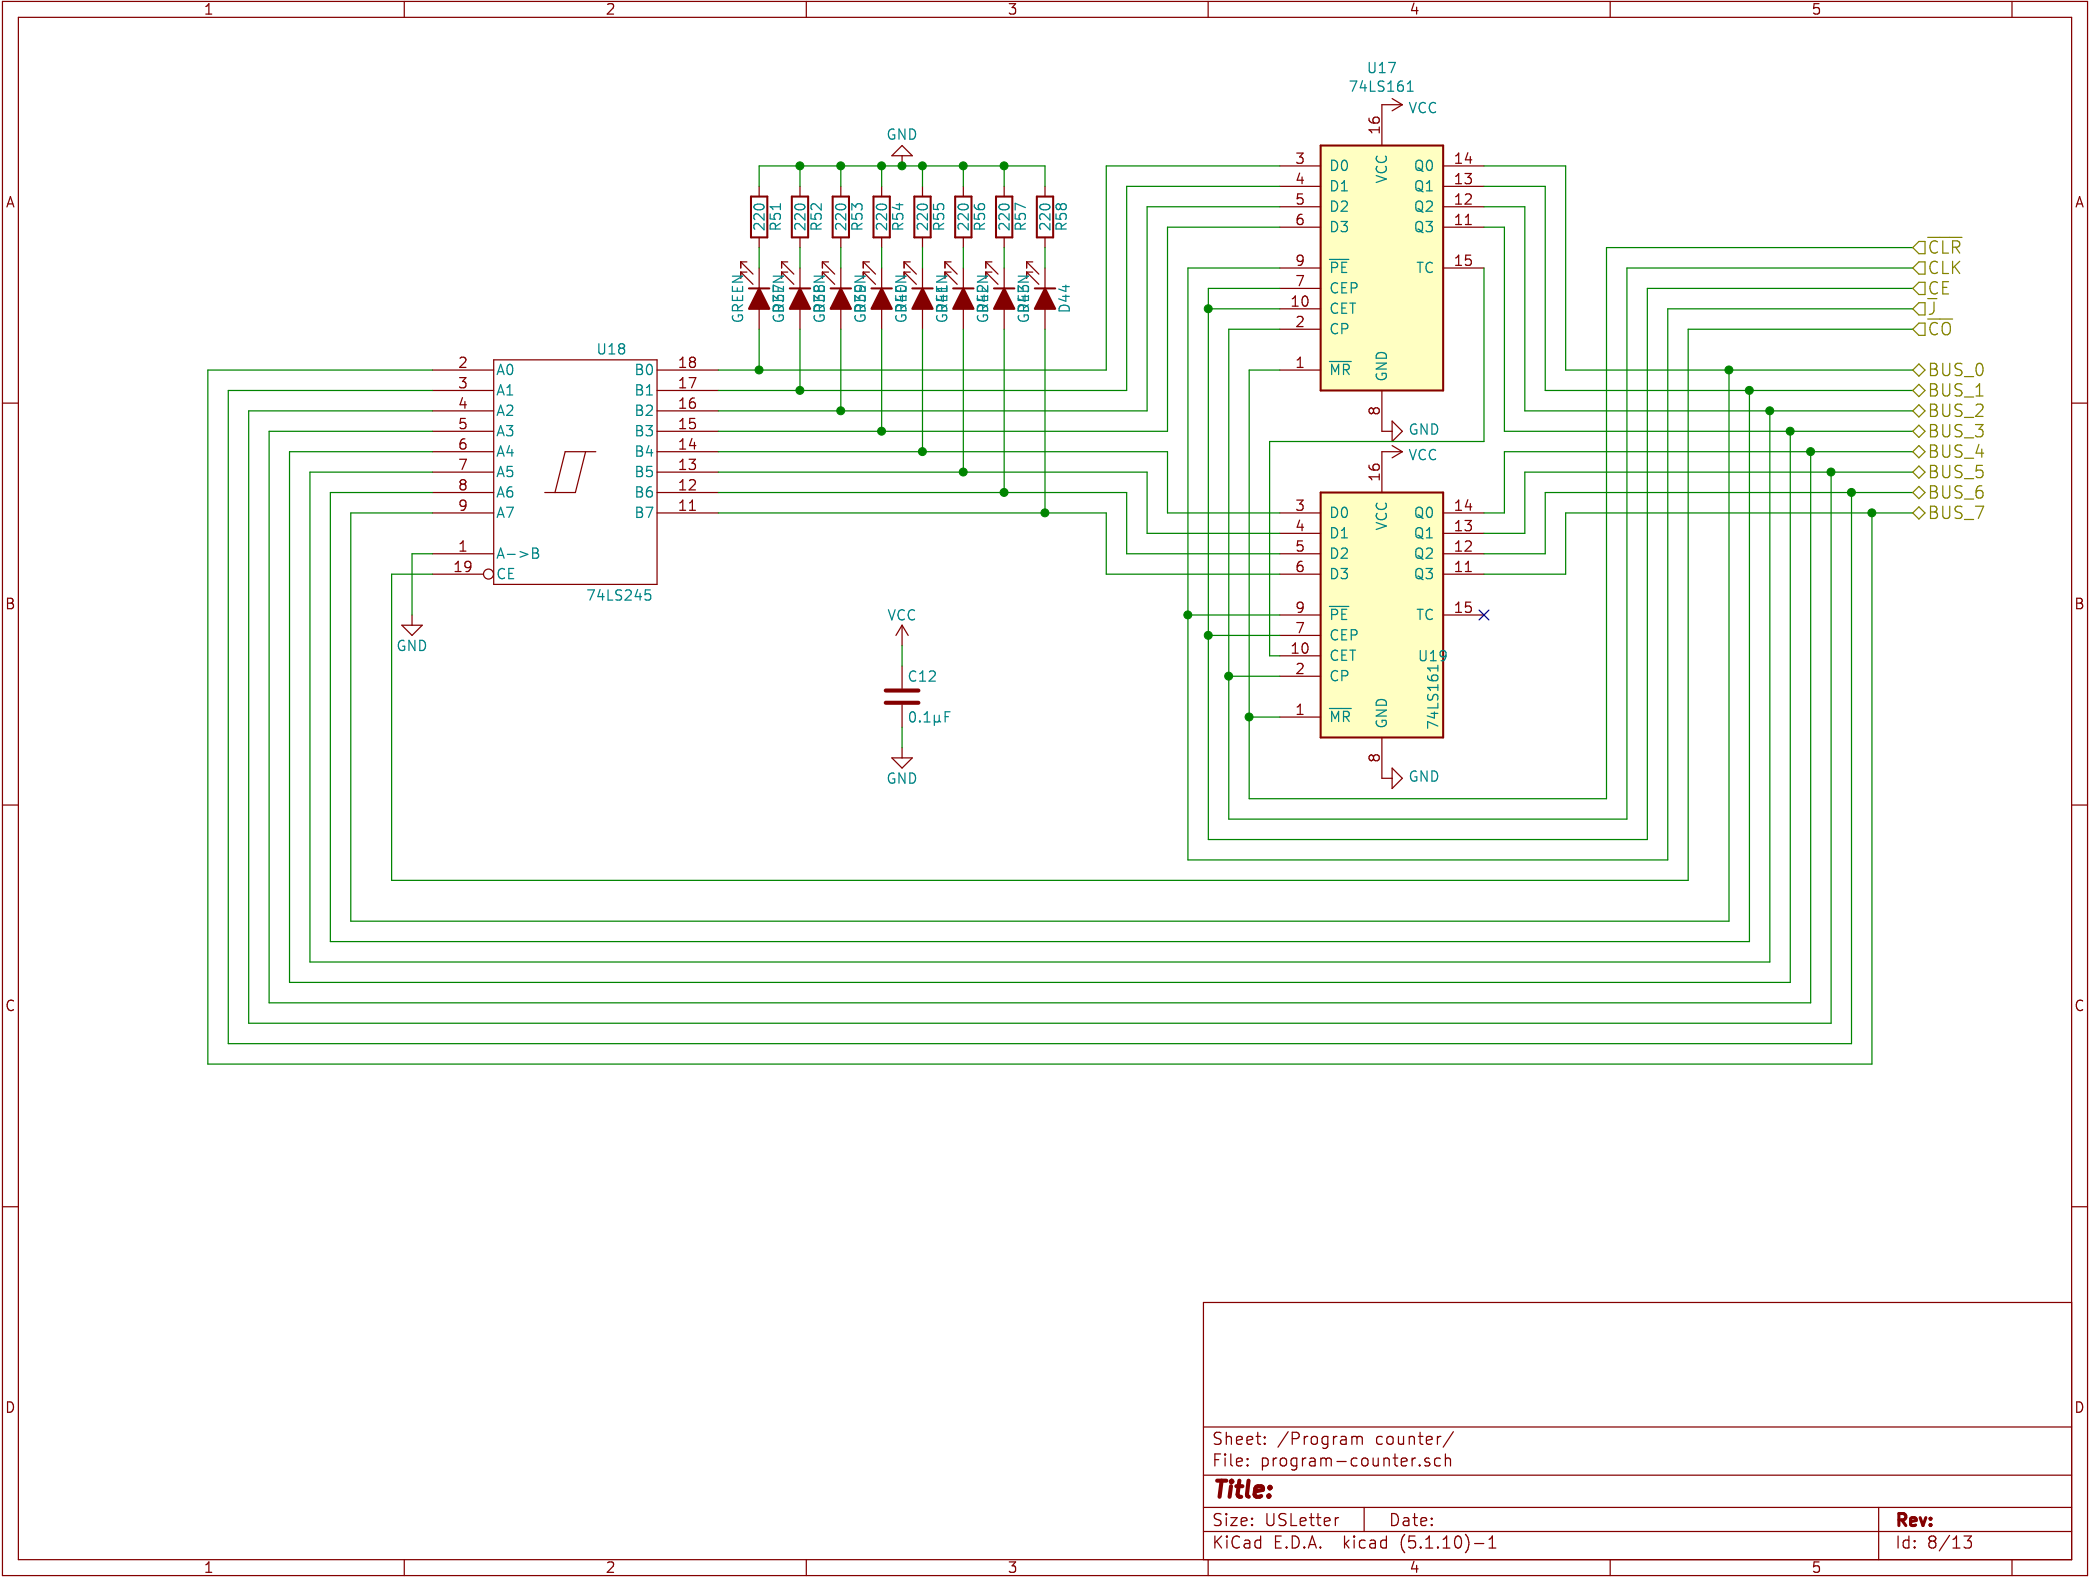 1 2 3 4 5
A A
B B
C C
D D
1 2 3 4 5
U17
74LS161
VCC
16
VCC
3 D0 Q0 14
4 D1 Q1 13
5 D2 Q2 12
6 D3 Q3 11
9 PE TC 15
7 CEP
10 CET
2 CP
1 MR
GND
8
GND
VCC
16
VCC
3 D0 Q0 14
4 D1 Q1 13
5 D2 Q2 12
6 D3 Q3 11
9 PE TC 15
7 CEP
10 CET
U19
2 CP
74LS161
1 MR
GND
8
GND
GND
220 R51
220 R52
220 R53
220 R54
220 R55
220 R56
220 R57
220 R58
GREEN
D44
U18
2 A0 B0 18
3 A1 B1 17
4 A2 B2 16
5 A3 B3 15
6 A4 B4 14
7 A5 B5 13
8 A6 B6 12
9 A7 B7 11
1 A->B
19 CE
74LS245
GND
VCC
C12
0.1µF
GND
CLR
CLK
CE
J
CO
BUS_0
BUS_1
BUS_2
BUS_3
BUS_4
BUS_5
BUS_6
BUS_7
Sheet: /Program counter/
File: program-counter.sch
Title:
Size: USLetter Date: Rev:
KiCad E.D.A. kicad (5.1.10)-1 Id: 8/13